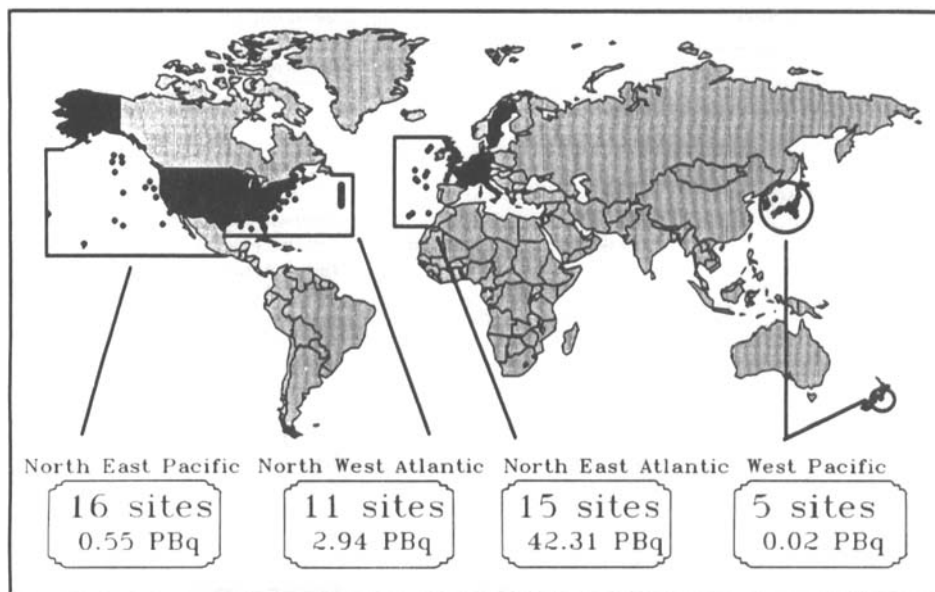 North East Pacific
16 sites
0.55 PBq
North West Atlantic
11 sites
2.94 PBq
North East Atlantic
15 sites
42.31 PBq
West Pacific
5 sites
0.02 PBq